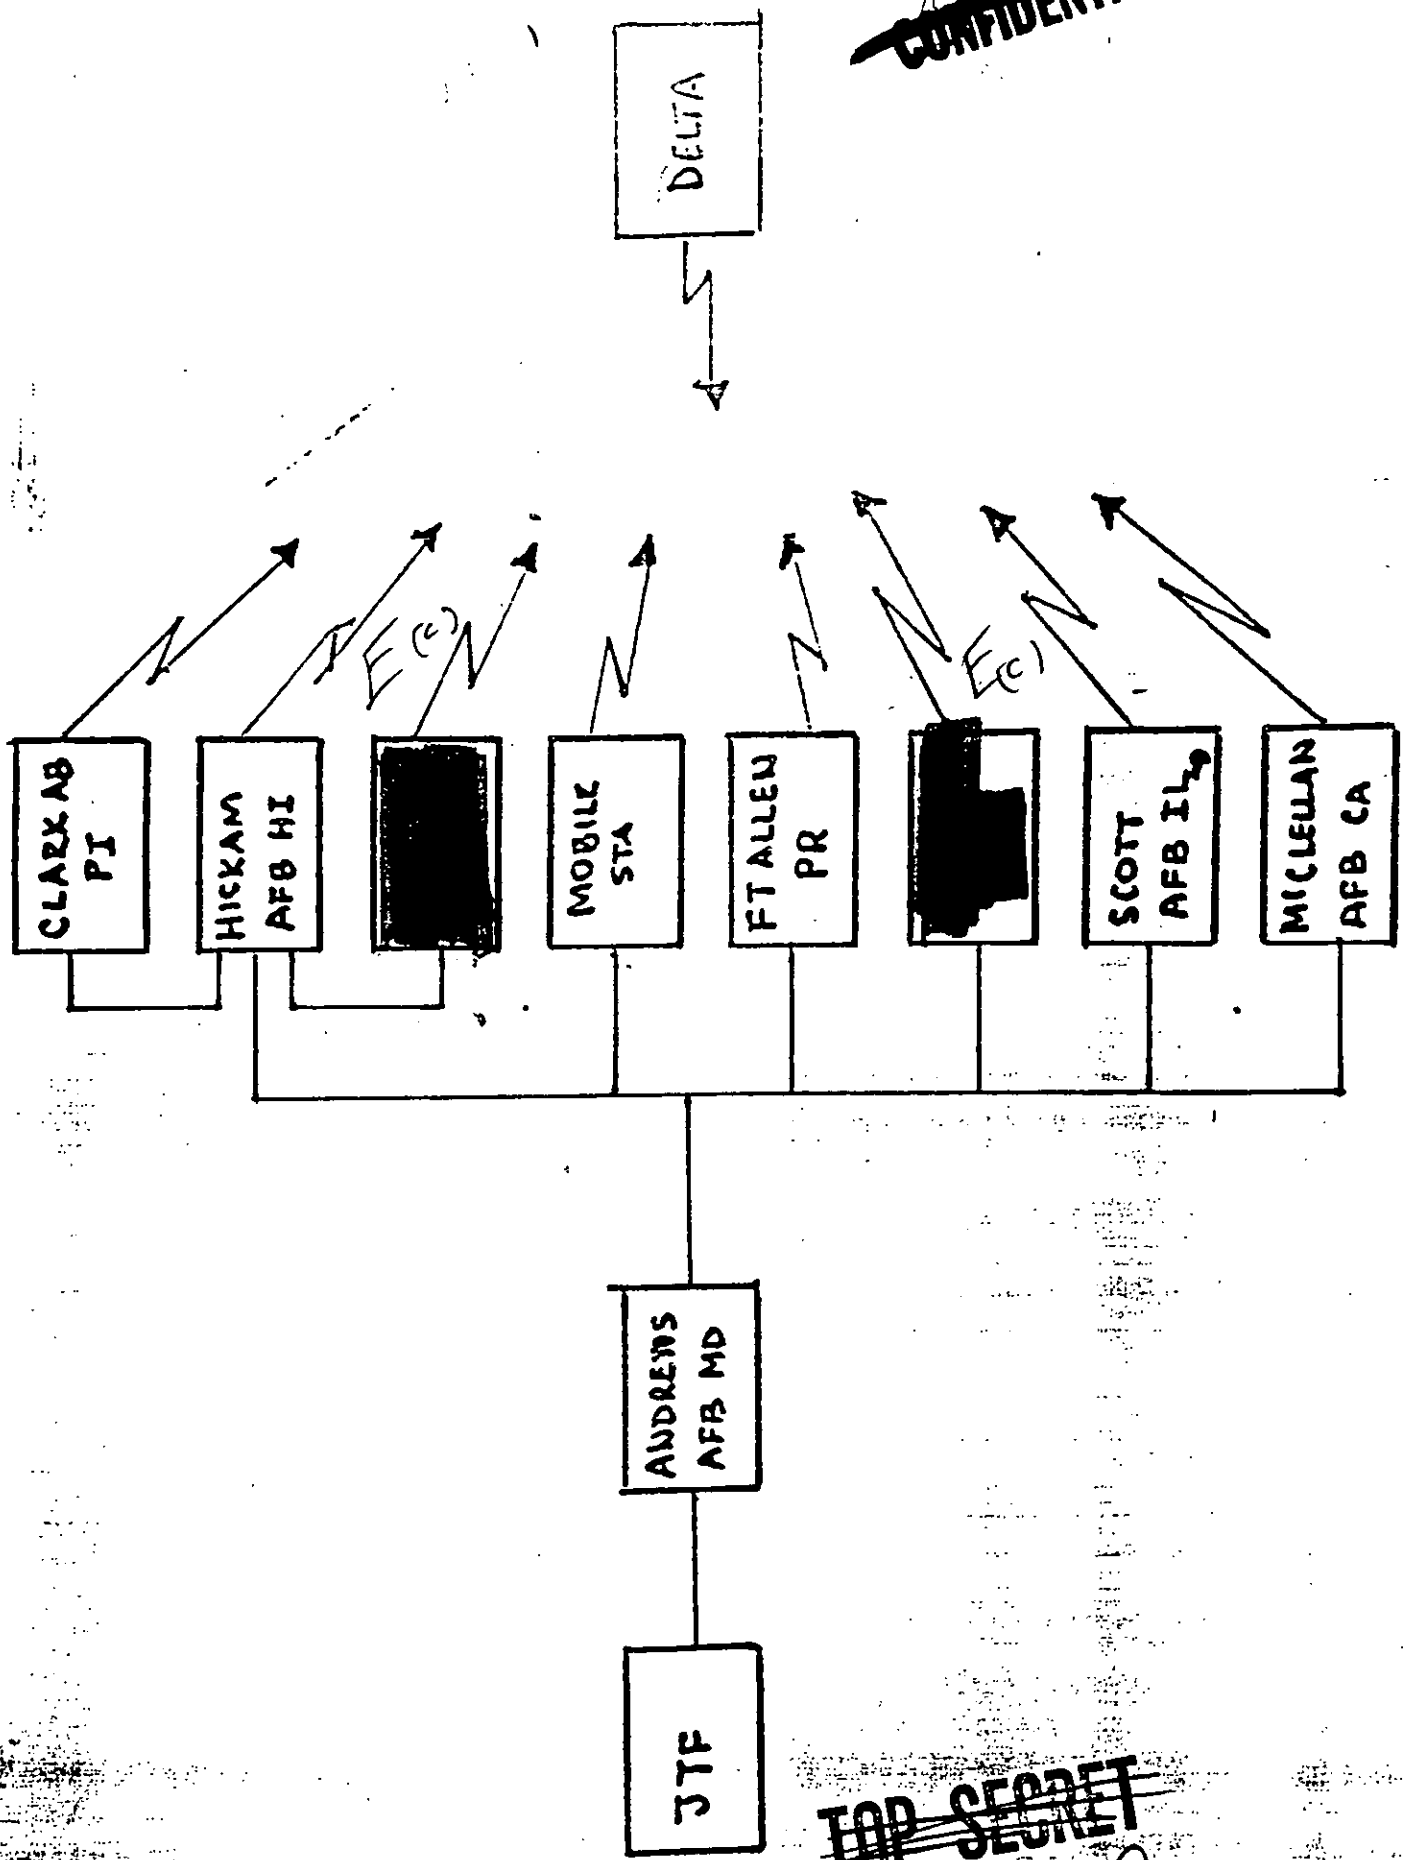 CONFIDENTI
DELTA
CLARK AB
PI
HICKAM
AFB HI
E(c)
MOBILE
STA
FT ALLEN
PR
E(c)
SCOTT
AFB IL
MCCLELLAN
AFB CA
ANDREWS
AFB MD
JTF
TOP SECRET